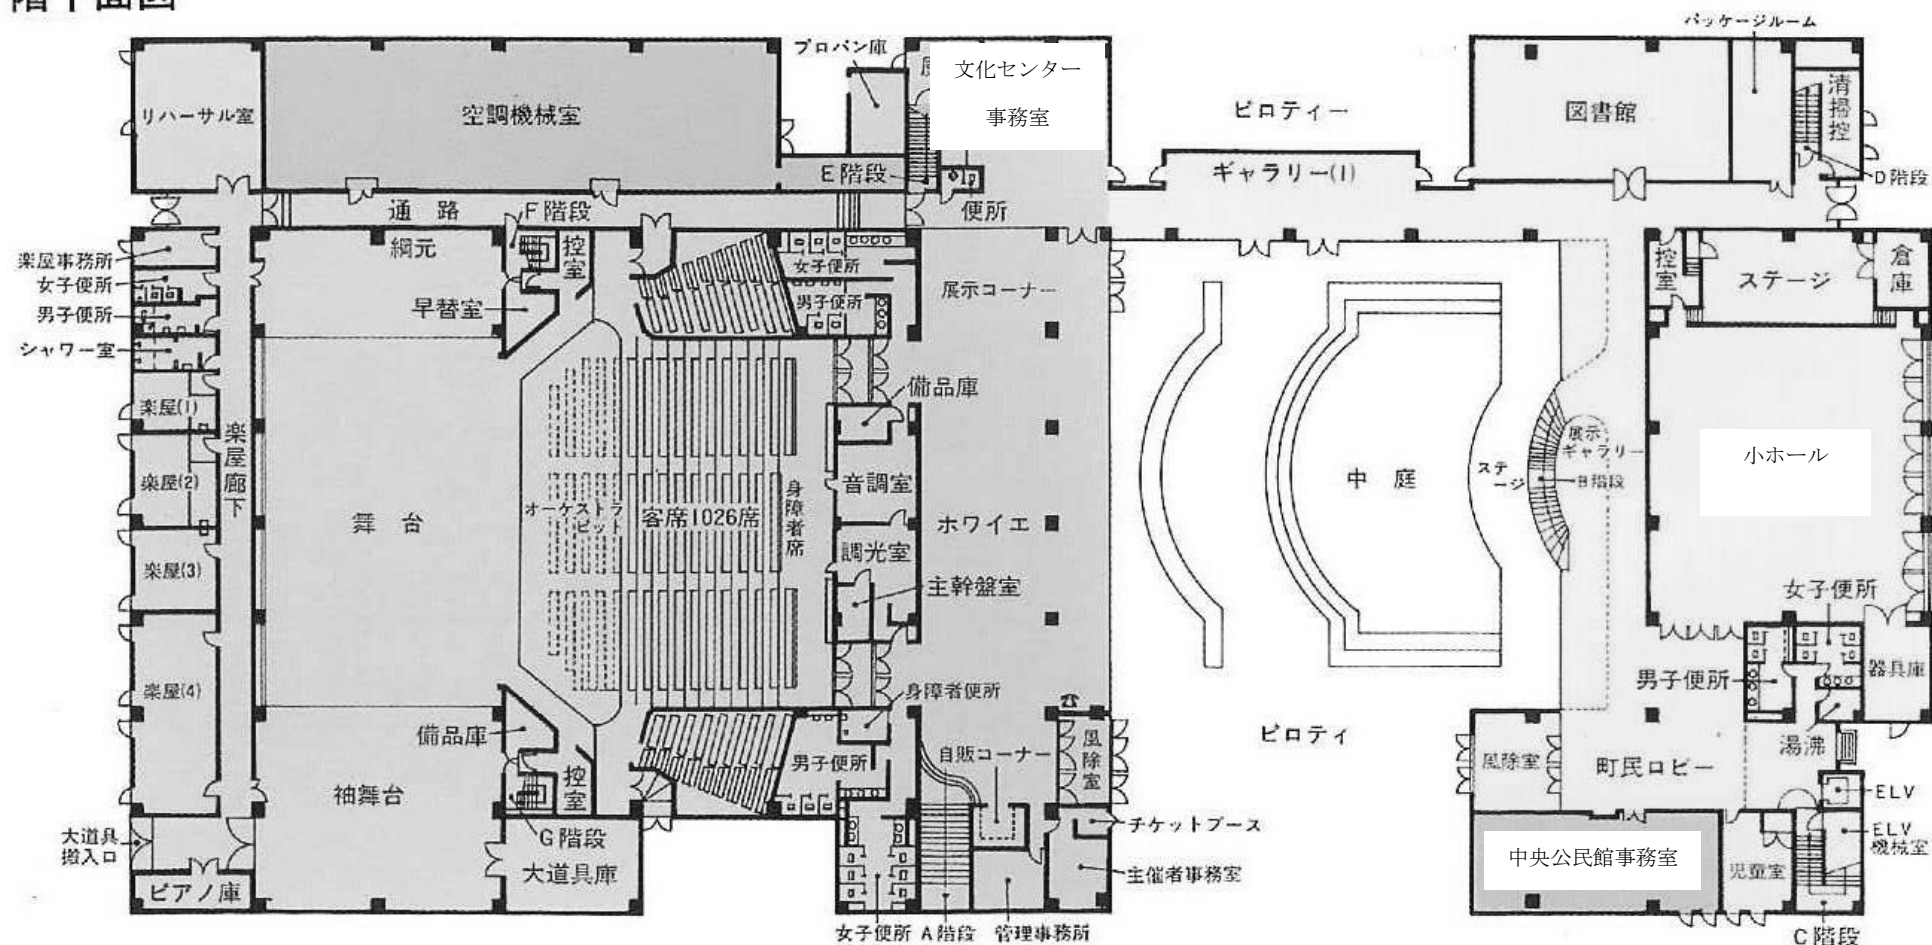 階平面図
パッケージルーム
プロパン庫
文化センター
事務室
リハーサル室
空調機械室
ピロティー
図書館
清掃控
E階段
ギャラリー(1)
D階段
通路
F階段
便所
控室
綱元
楽屋事務所
女子便所
女子便所
控室
ステージ
倉庫
男子便所
早替室
男子便所
展示コーナー
シャワー室
備品庫
楽屋(1)
楽屋廊下
展示
ギャラリー
小ホール
楽屋(2)
音調室
身障者席
中庭
ステージ
B階段
舞台
オーケストラ
ピット
客席1026席
ホワイエ
楽屋(3)
調光室
主幹盤室
女子便所
楽屋(4)
身障者便所
男子便所
器具庫
備品庫
自販コーナー
風除室
ピロティ
湯沸
男子便所
風除室
町民ロビー
控室
袖舞台
ELV
大道具
搬入口
G階段
チケットブース
ELV
機械室
大道具庫
主催者事務室
中央公民館事務室
児童室
ピアノ庫
女子便所
A階段
管理事務所
C階段